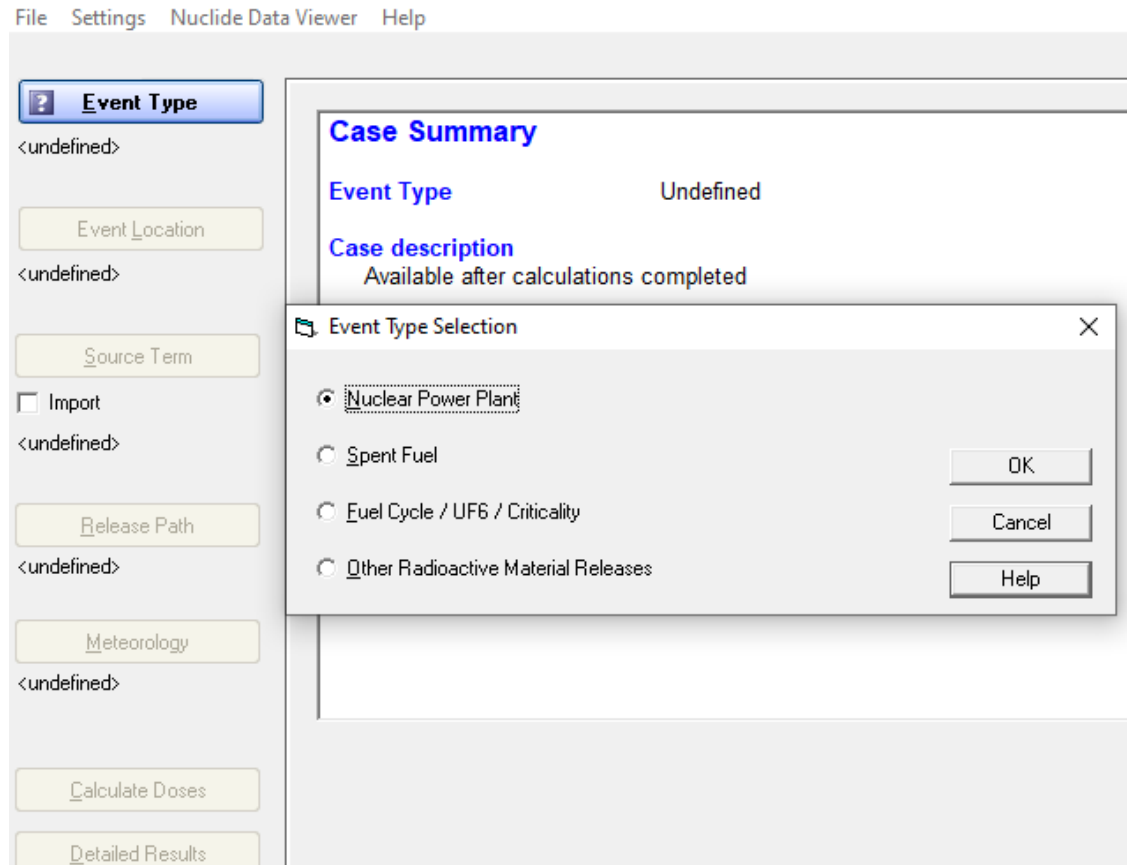 File Settings Nuclide Data Viewer Help
? Event Type
<undefined>
Event Location
<undefined>
Source Term
Import
<undefined>
Release Path
<undefined>
Meteorology
<undefined>
Calculate Doses
Detailed Results
Case Summary
Event Type Undefined
Case description
Available after calculations completed
Event Type Selection
Nuclear Power Plant
Spent Fuel
Fuel Cycle / UF6 / Criticality
Other Radioactive Material Releases
OK
Cancel
Help